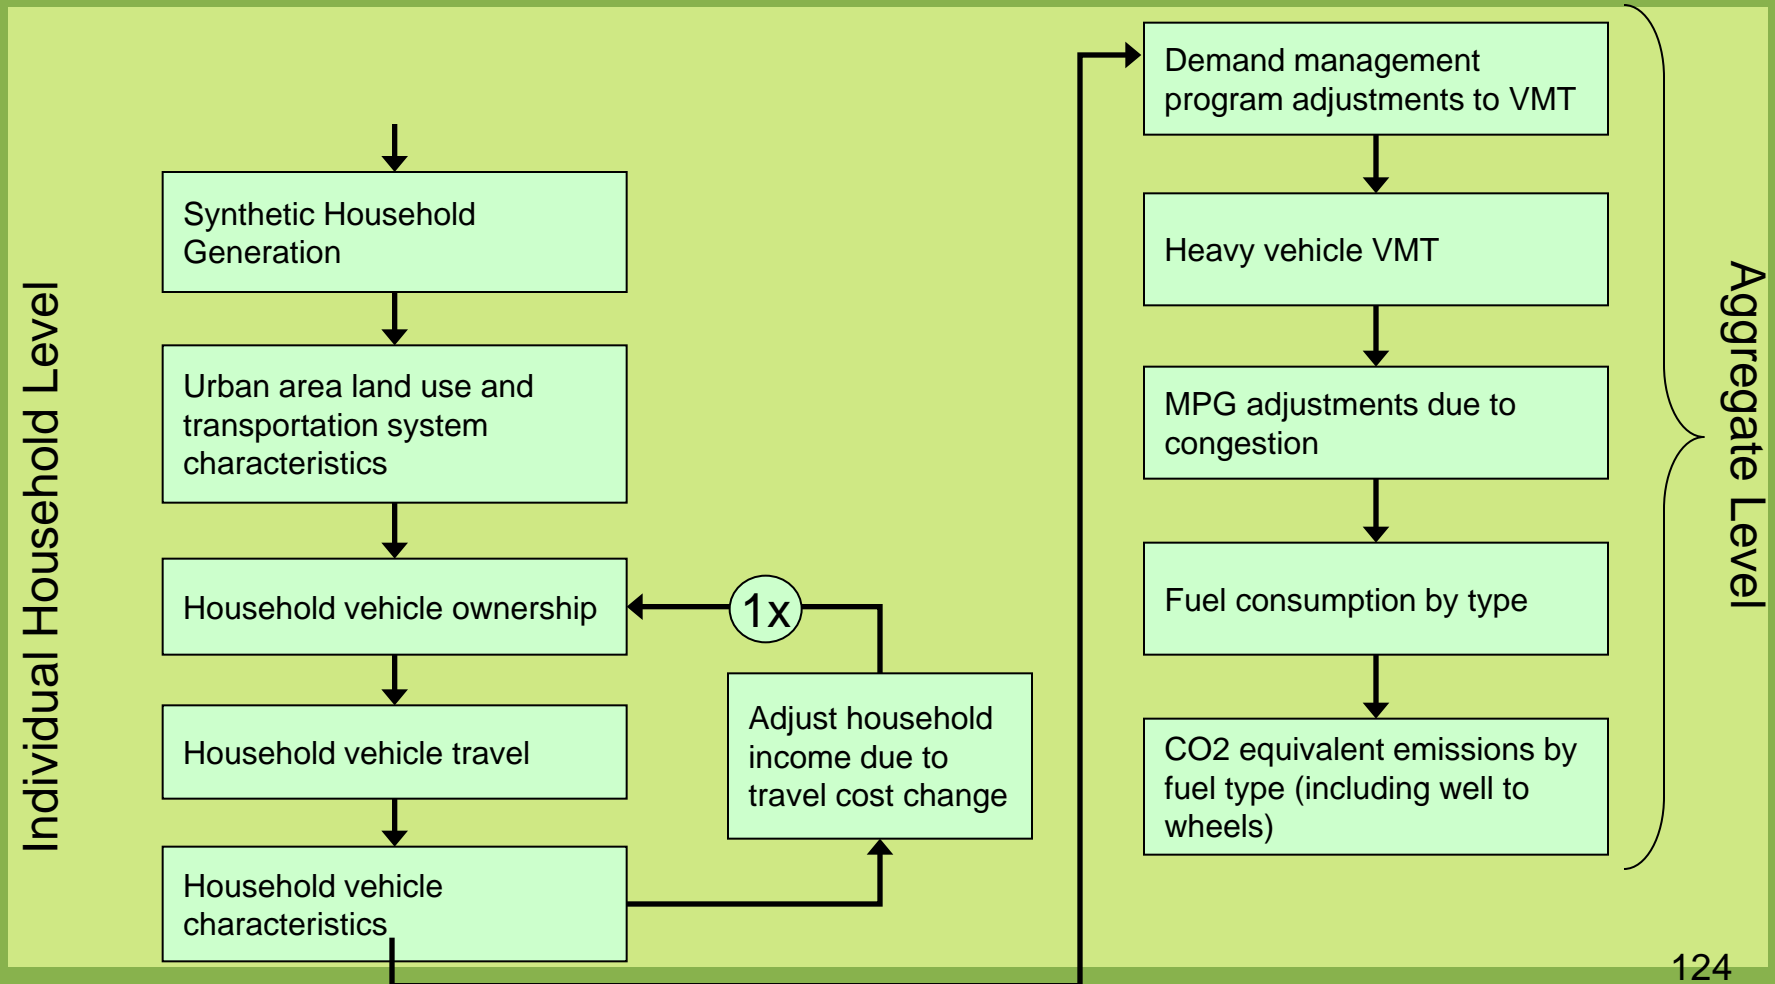 Individual Household Level
Synthetic Household
Generation
Urban area land use and
transportation system
characteristics
Household vehicle ownership
1x
Household vehicle travel
Adjust household
income due to
travel cost change
Household vehicle
characteristics
Demand management
program adjustments to VMT
Heavy vehicle VMT
MPG adjustments due to
congestion
Fuel consumption by type
CO2 equivalent emissions by
fuel type (including well to
wheels)
Aggregate Level
124